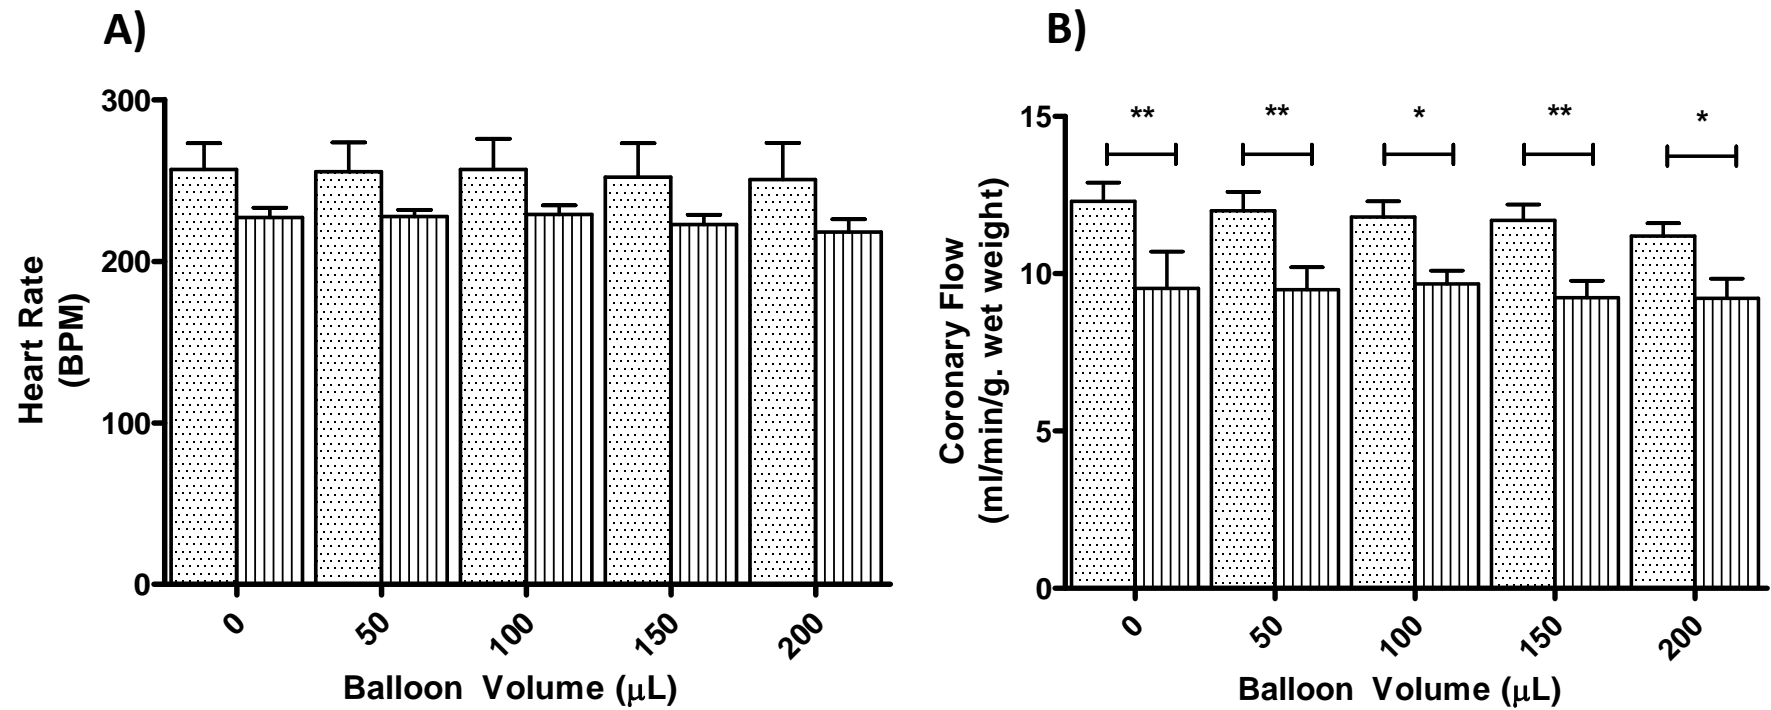 A)
300
200
100
0
Heart Rate
(BPM)
0
50
100
150
200
Balloon Volume (μL)
B)
**
**
*
**
*
15
10
5
0
Coronary Flow
(ml/min/g. wet weight)
0
50
100
150
200
Balloon Volume (μL)